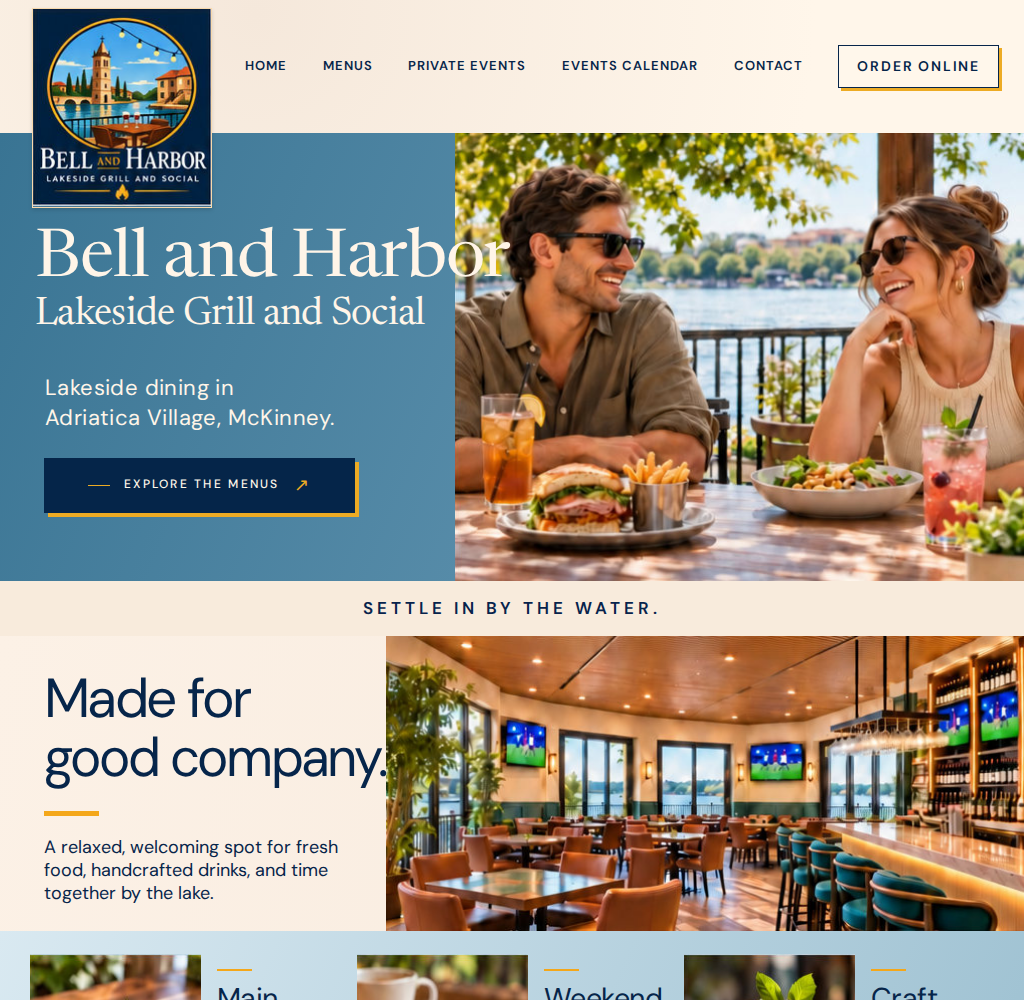 BELL AND HARBOR
LAKESIDE GRILL AND SOCIAL
HOME
MENUS
PRIVATE EVENTS
EVENTS CALENDAR
CONTACT
ORDER ONLINE
Bell and Harbor
Lakeside Grill and Social
Lakeside dining in
Adriatica Village, McKinney.
EXPLORE THE MENUS ↗
SETTLE IN BY THE WATER.
Made for
good company.
A relaxed, welcoming spot for fresh
food, handcrafted drinks, and time
together by the lake.
Main
Weekend
Craft